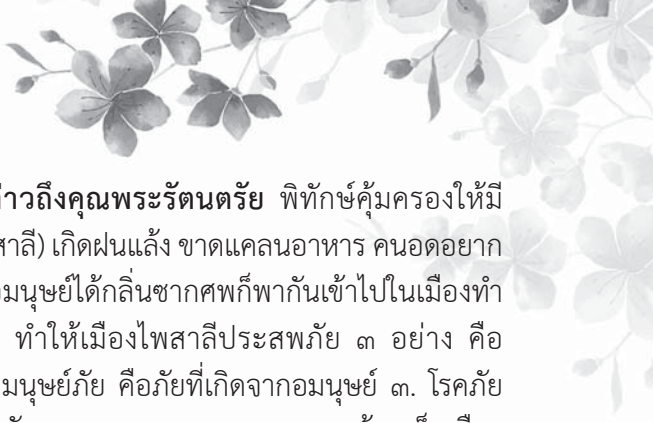 าวถึงคุณพระรัตนตรัย พิทักษ์คุ้มครองให้มี
สาลี) เกิดฝนแล้ง ขาดแคลนอาหาร คนอดอยาก
มนุษย์ได้กลิ่นซากศพก็พากันเข้าไปในเมืองทำ
ทำให้เมืองไพสาลีประสพภัย ๓ อย่าง คือ
มนุษย์ภัย คือภัยที่เกิดจากอมนุษย์ ๓. โรคภัย